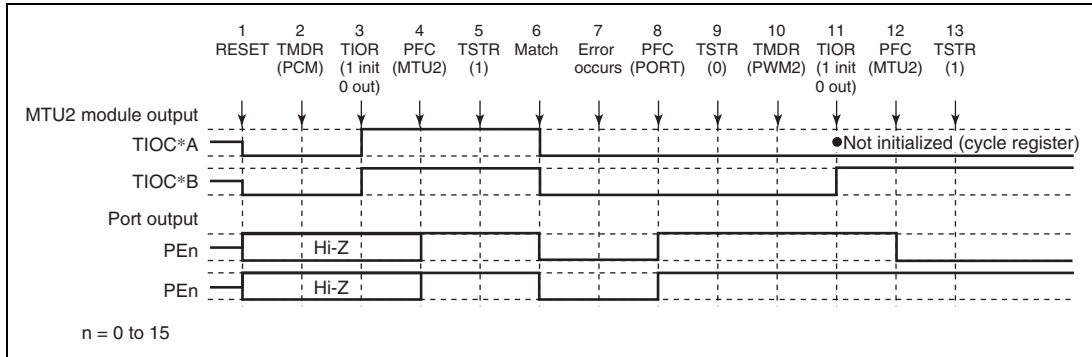 1 2 3 4 5 6 7 8 9 10 11 12 13
RESET TMDR TIOR PFC TSTR Match Error PFC TSTR TMDR TIOR PFC TSTR
(PCM) (1 init (MTU2) (1) occurs (PORT) (0) (PWM2) (1 init (MTU2) (1)
0 out) 0 out)
MTU2 module output
TIOC*A ●Not initialized (cycle register)
TIOC*B
Port output
PEn Hi-Z
PEn Hi-Z
n = 0 to 15